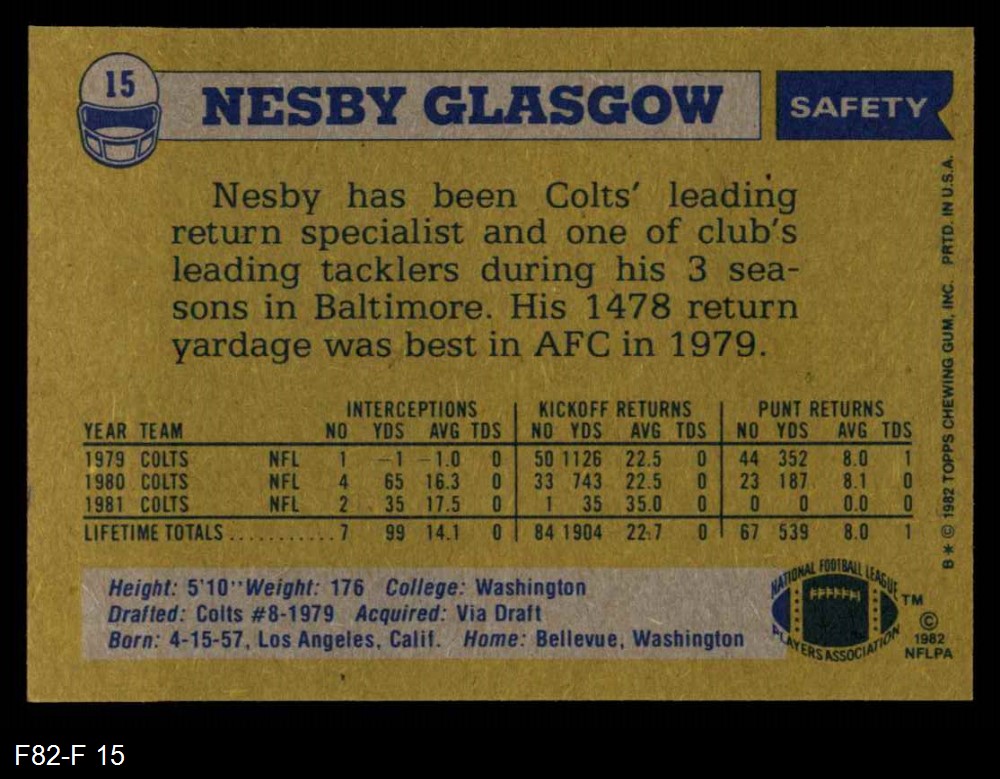 15
NESBY GLASGOW
SAFETY
Nesby has been Colts' leading
return specialist and one of club's
leading tacklers during his 3 sea-
sons in Baltimore. His 1478 return
yardage was best in AFC in 1979.
INTERCEPTIONS KICKOFF RETURNS PUNT RETURNS
YEAR TEAM NO YDS AVG TDS NO YDS AVG TDS NO YDS AVG TDS
1979 COLTS NFL 1 -1 -1.0 0 50 1126 22.5 0 44 352 8.0 1
1980 COLTS NFL 4 65 16.3 0 33 743 22.5 0 23 187 8.1 0
1981 COLTS NFL 2 35 17.5 0 1 35 35.0 0 0 0 0.0 0
LIFETIME TOTALS........... 7 99 14.1 0 84 1904 22.7 0 67 539 8.0 1
Height: 5'10" Weight: 176 College: Washington
Drafted: Colts #8-1979 Acquired: Via Draft
Born: 4-15-57, Los Angeles, Calif. Home: Bellevue, Washington
NATIONAL FOOTBALL LEAGUE
PLAYERS ASSOCIATION
TM
©
1982
NFLPA
B * © 1982 TOPPS CHEWING GUM, INC. PRTD. IN U.S.A.
F82-F 15